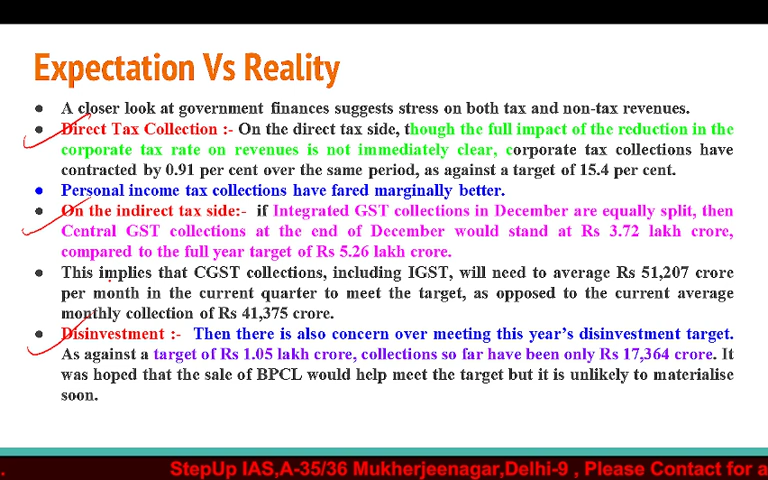 Expectation Vs Reality
● A closer look at government finances suggests stress on both tax and non-tax revenues.
● Direct Tax Collection :- On the direct tax side, though the full impact of the reduction in the
corporate tax rate on revenues is not immediately clear, corporate tax collections have
contracted by 0.91 per cent over the same period, as against a target of 15.4 per cent.
● Personal income tax collections have fared marginally better.
● On the indirect tax side:- if Integrated GST collections in December are equally split, then
Central GST collections at the end of December would stand at Rs 3.72 lakh crore,
compared to the full year target of Rs 5.26 lakh crore.
● This implies that CGST collections, including IGST, will need to average Rs 51,207 crore
per month in the current quarter to meet the target, as opposed to the current average
monthly collection of Rs 41,375 crore.
● Disinvestment :- Then there is also concern over meeting this year's disinvestment target.
As against a target of Rs 1.05 lakh crore, collections so far have been only Rs 17,364 crore. It
was hoped that the sale of BPCL would help meet the target but it is unlikely to materialise
soon.
. StepUp IAS,A-35/36 Mukherjeenagar,Delhi-9 , Please Contact for a